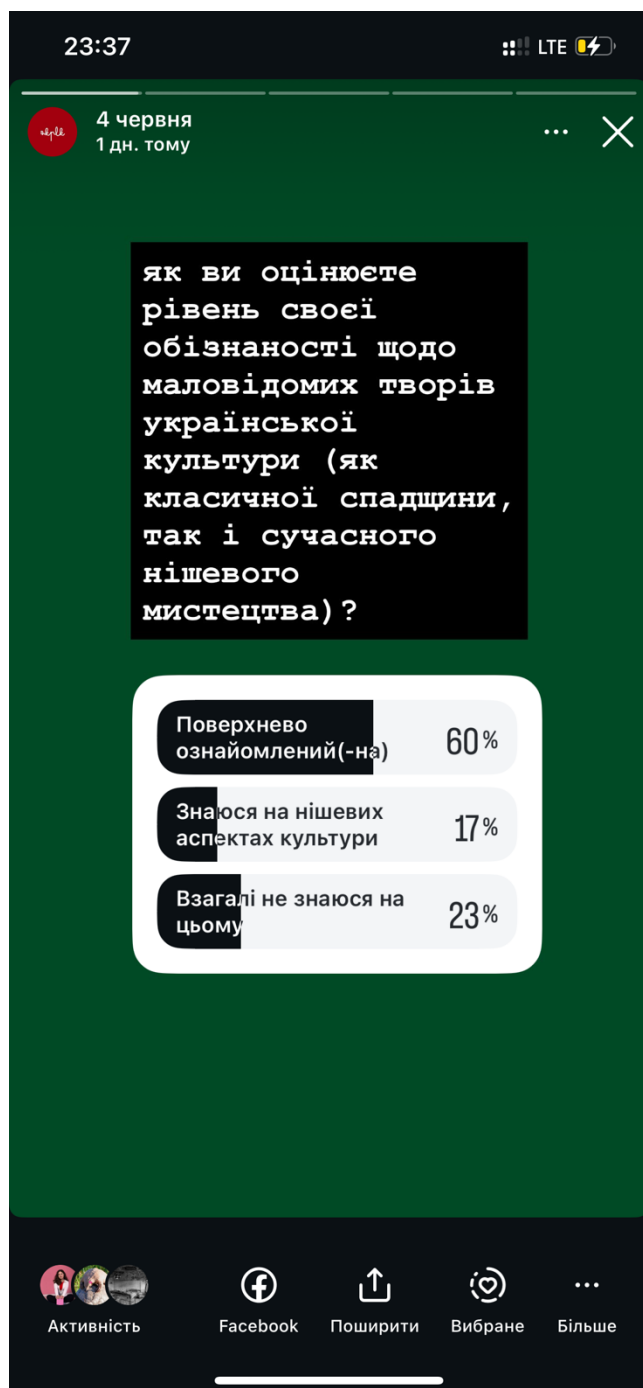 23:37
LTE
4 червня
1 дн. тому
як ви оцінюєте
рівень своєї
обізнаності щодо
маловідомих творів
української
культури (як
класичної спадщини,
так і сучасного
нішевого
мистецтва)?
Поверхнево
ознайомлений(-на)
60%
Знаюся на нішевих
аспектах культури
17%
Взагалі не знаюся на
цьому
23%
Активність
Facebook
Поширити
Вибране
Більше